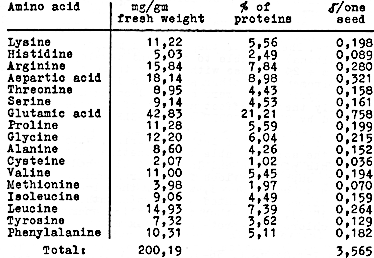 Amino acid mg/gm fresh weight % of proteins γ/one seed
Lysine 11,22 5,56 0,198
Histidine 5,03 2,49 0,089
Arginine 15,84 7,84 0,280
Aspartic acid 18,14 8,98 0,321
Threonine 8,95 4,43 0,158
Serine 9,14 4,53 0,161
Glutamic acid 42,83 21,21 0,758
Proline 11,28 5,59 0,199
Glycine 12,20 6,04 0,215
Alanine 8,60 4,26 0,152
Cysteine 2,07 1,02 0,036
Valine 11,00 5,45 0,194
Methionine 3,98 1,97 0,070
Isoleucine 9,06 4,49 0,159
Leucine 14,93 7,39 0,264
Tyrosine 7,32 3,62 0,129
Phenylalanine 10,31 5,11 0,182
Total: 200,19 3,565